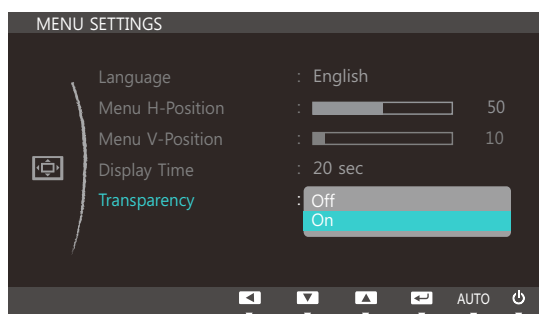 MENU SETTINGS
Language : English
Menu H-Position : 50
Menu V-Position : 10
Display Time : 20 sec
Transparency : Off
On
AUTO